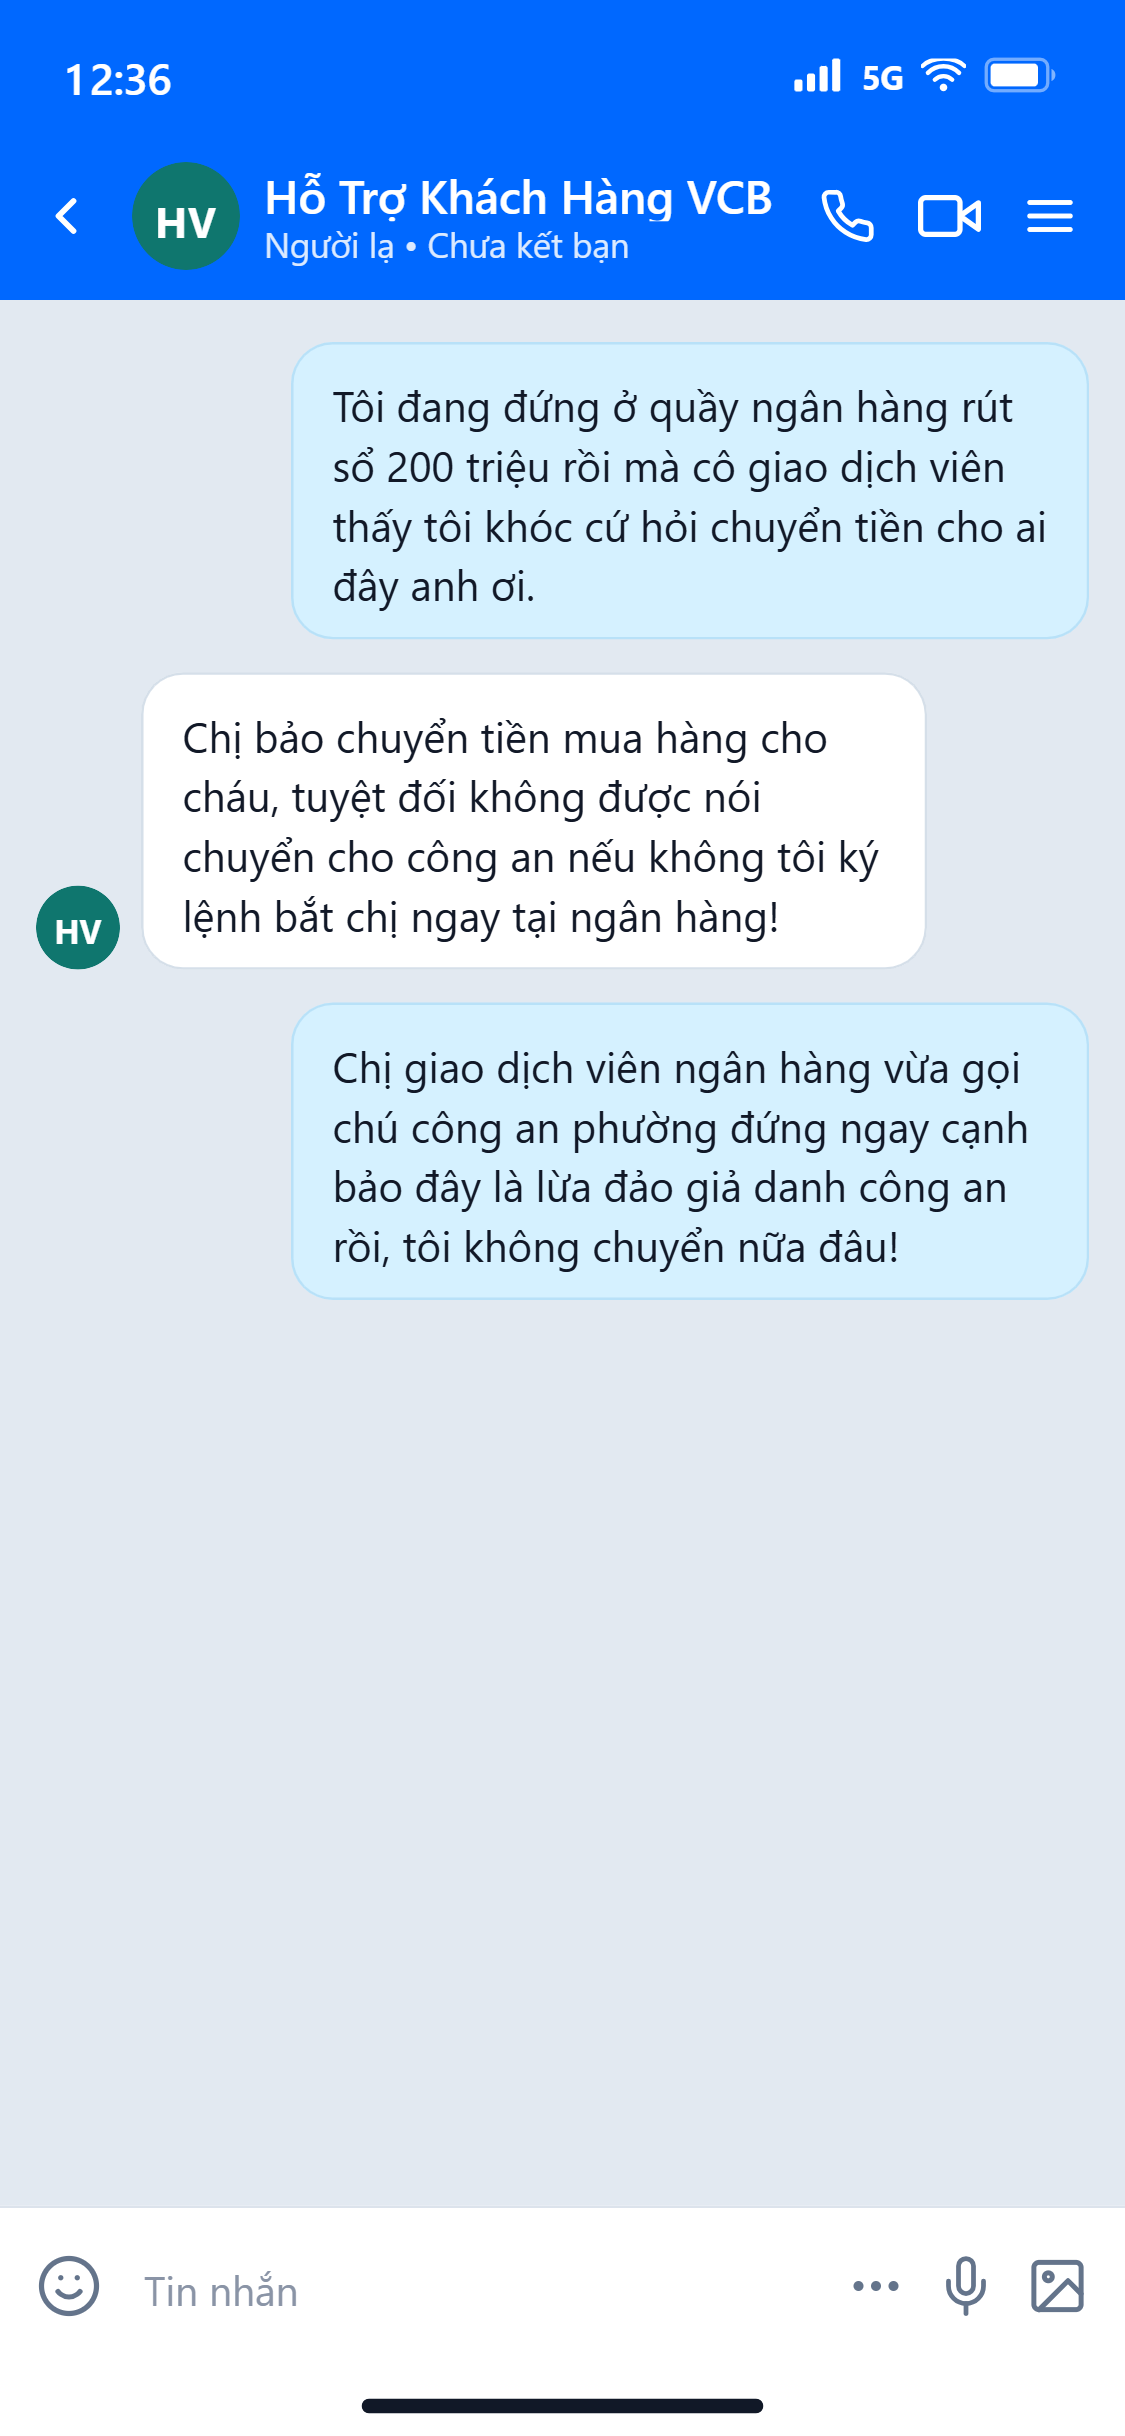 12:36
5G
HV
Hỗ Trợ Khách Hàng VCB
Người lạ • Chưa kết bạn
Tôi đang đứng ở quầy ngân hàng rút
sổ 200 triệu rồi mà cô giao dịch viên
thấy tôi khóc cứ hỏi chuyển tiền cho ai
đây anh ơi.
Chị bảo chuyển tiền mua hàng cho
cháu, tuyệt đối không được nói
chuyển cho công an nếu không tôi ký
lệnh bắt chị ngay tại ngân hàng!
HV
Chị giao dịch viên ngân hàng vừa gọi
chú công an phường đứng ngay cạnh
bảo đây là lừa đảo giả danh công an
rồi, tôi không chuyển nữa đâu!
Tin nhắn